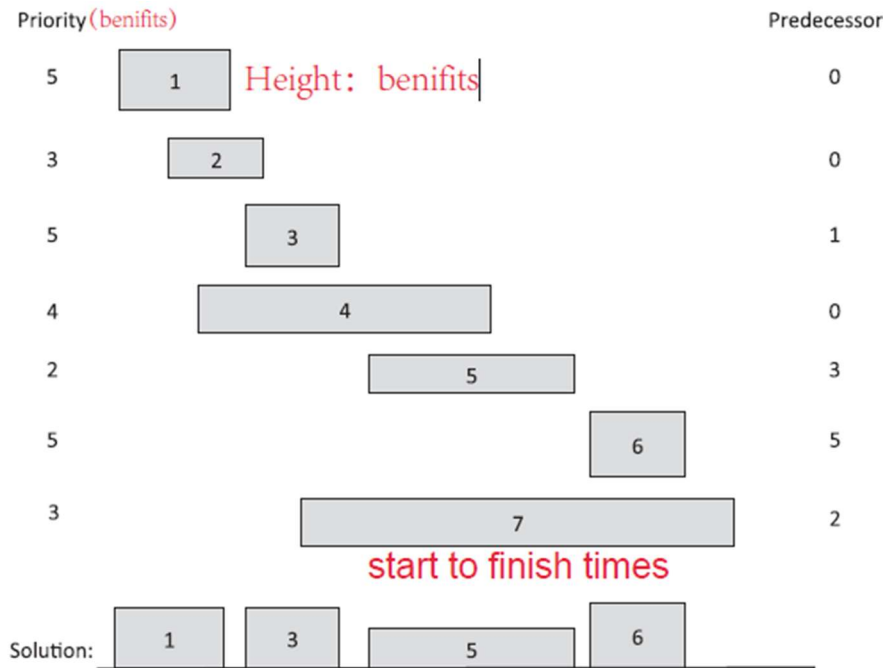 Priority (benifits) Predecessor
5 1 Height: benifits 0
3 2 0
5 3 1
4 4 0
2 5 3
5 6 5
3 7 2
start to finish times
Solution: 1 3 5 6